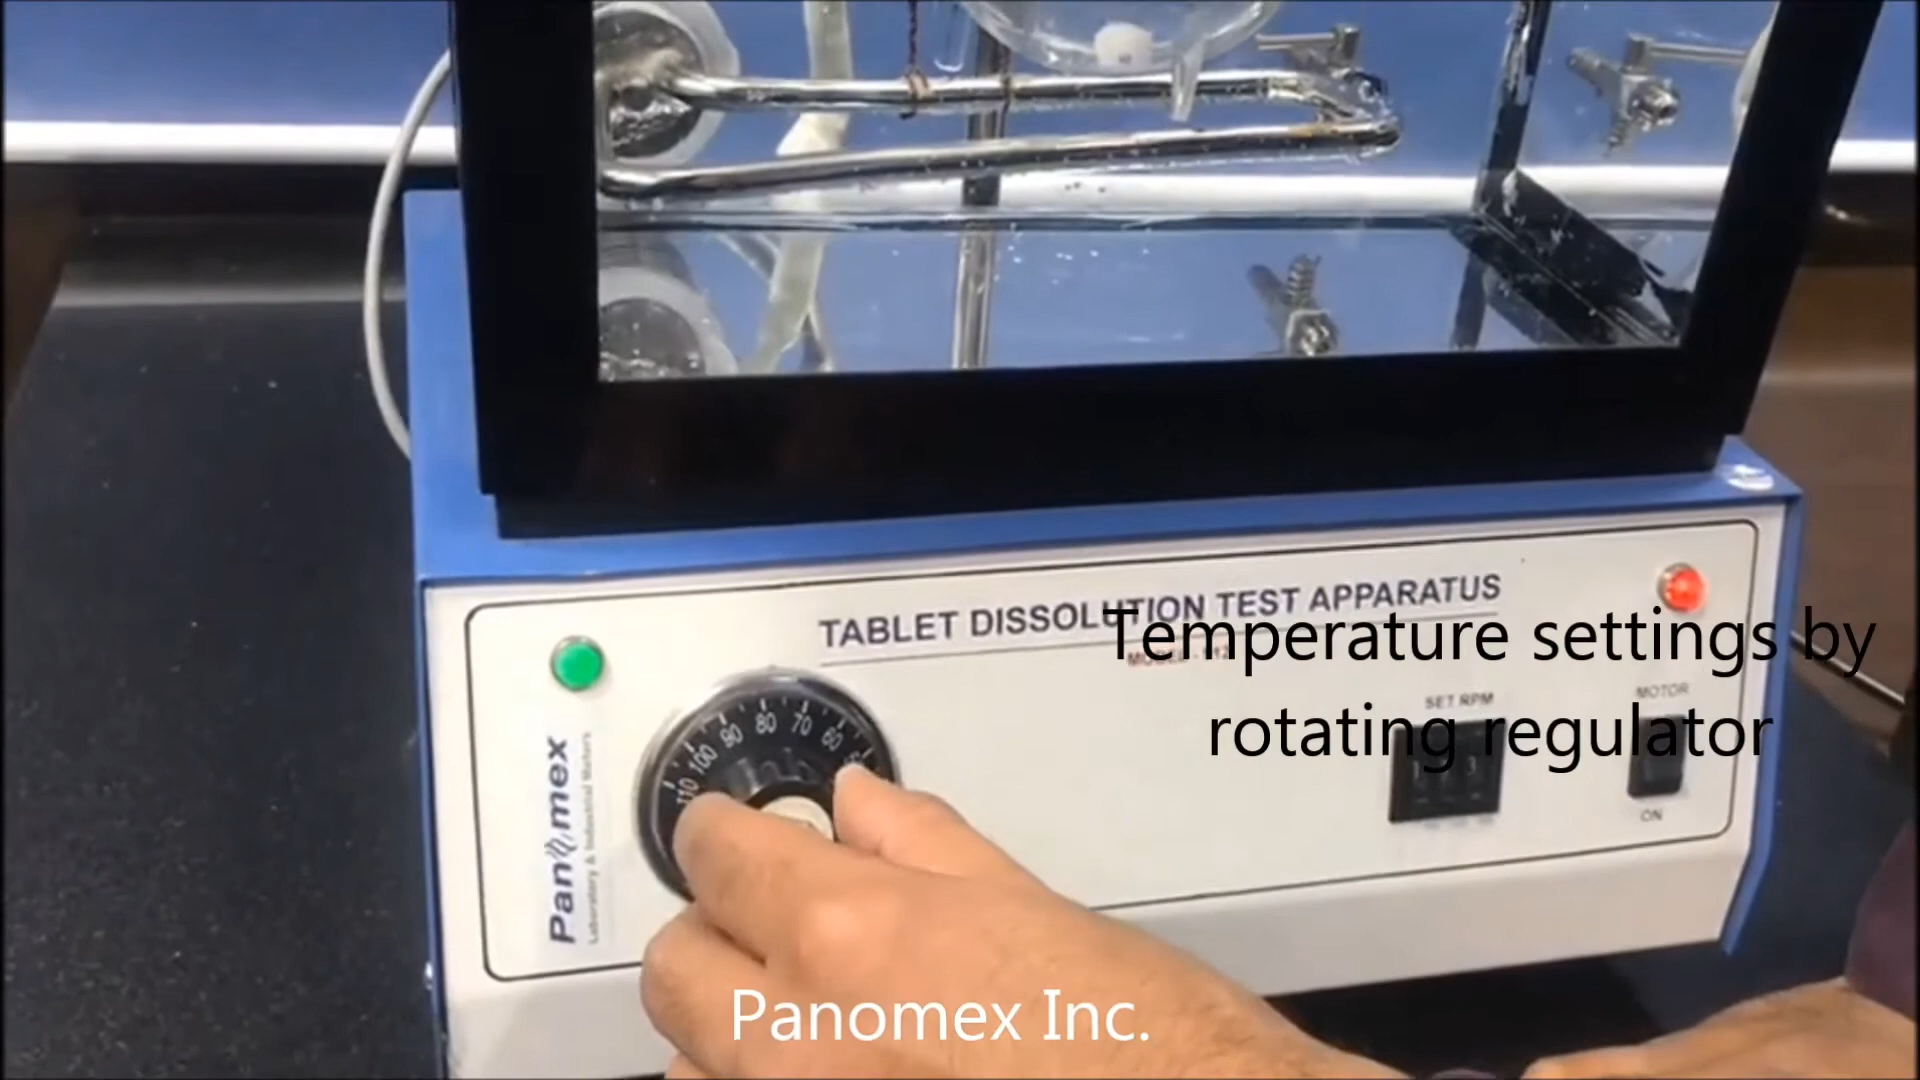 TABLET DISSOLUTION TEST APPARATUS
Temperature settings by
rotating regulator
SET RPM
MOTOR
ON
110 100 90 80 70 60
Panomex
Laboratory & Industrial Matters
Panomex Inc.